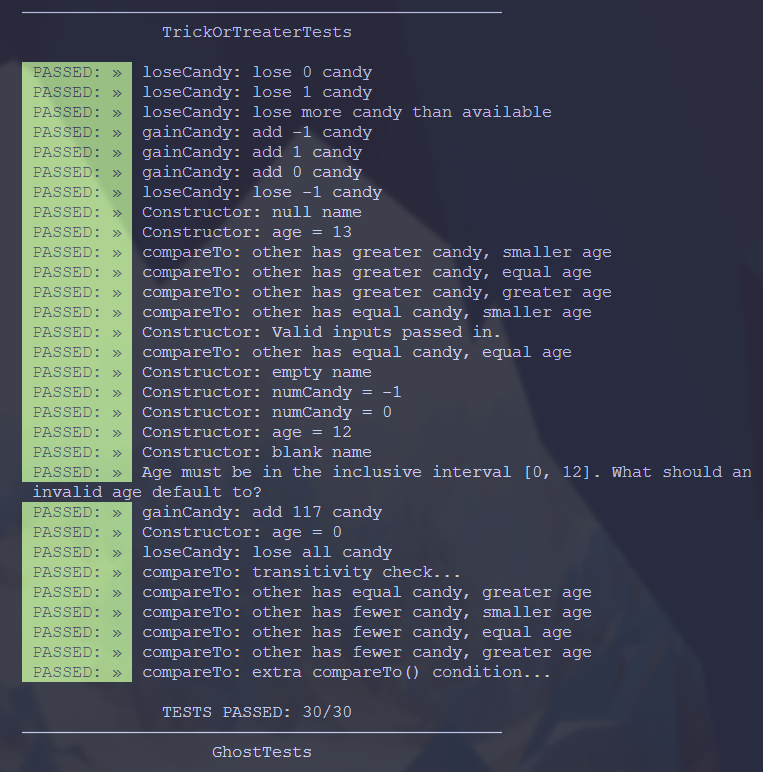 TrickOrTreaterTests
PASSED: » loseCandy: lose 0 candy
PASSED: » loseCandy: lose 1 candy
PASSED: » loseCandy: lose more candy than available
PASSED: » gainCandy: add -1 candy
PASSED: » gainCandy: add 1 candy
PASSED: » gainCandy: add 0 candy
PASSED: » loseCandy: lose -1 candy
PASSED: » Constructor: null name
PASSED: » Constructor: age = 13
PASSED: » compareTo: other has greater candy, smaller age
PASSED: » compareTo: other has greater candy, equal age
PASSED: » compareTo: other has greater candy, greater age
PASSED: » compareTo: other has equal candy, smaller age
PASSED: » Constructor: Valid inputs passed in.
PASSED: » compareTo: other has equal candy, equal age
PASSED: » Constructor: empty name
PASSED: » Constructor: numCandy = -1
PASSED: » Constructor: numCandy = 0
PASSED: » Constructor: age = 12
PASSED: » Constructor: blank name
PASSED: » Age must be in the inclusive interval [0, 12]. What should an
invalid age default to?
PASSED: » gainCandy: add 117 candy
PASSED: » Constructor: age = 0
PASSED: » loseCandy: lose all candy
PASSED: » compareTo: transitivity check...
PASSED: » compareTo: other has equal candy, greater age
PASSED: » compareTo: other has fewer candy, smaller age
PASSED: » compareTo: other has fewer candy, equal age
PASSED: » compareTo: other has fewer candy, greater age
PASSED: » compareTo: extra compareTo() condition...
TESTS PASSED: 30/30
GhostTests